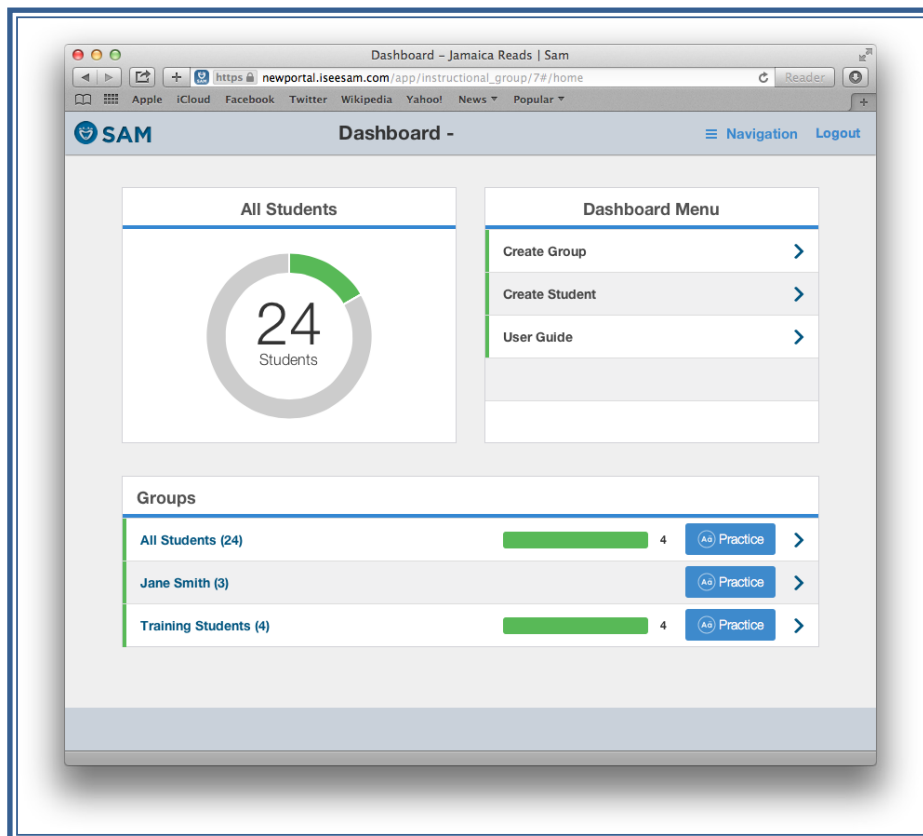 Dashboard – Jamaica Reads | Sam
https newportal.iseesam.com/app/instructional_group/7#/home Reader
Apple iCloud Facebook Twitter Wikipedia Yahoo! News Popular
SAM Dashboard - Navigation Logout
All Students
24
Students
Dashboard Menu
Create Group
Create Student
User Guide
Groups
All Students (24) 4 Practice
Jane Smith (3) Practice
Training Students (4) 4 Practice